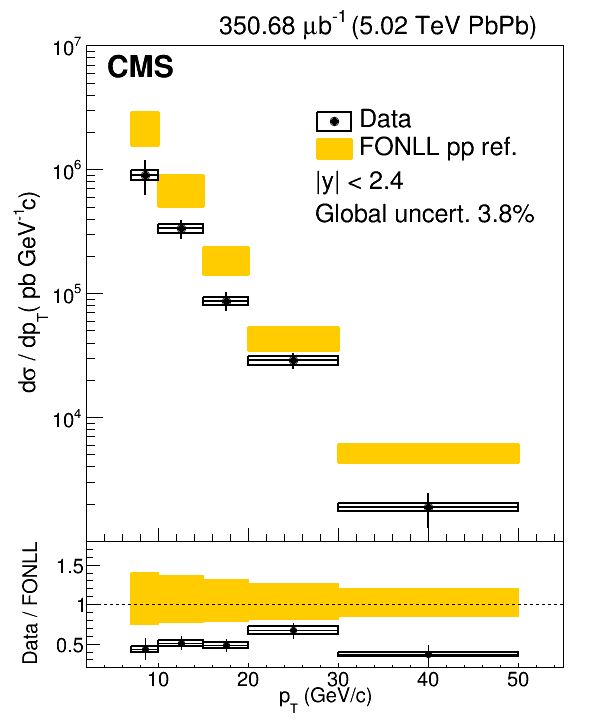 350.68 μb⁻¹ (5.02 TeV PbPb)
CMS
Data
FONLL pp ref.
|y| < 2.4
Global uncert. 3.8%
dσ / dp_T( pb GeV⁻¹c)
10⁷
10⁶
10⁵
10⁴
Data / FONLL
1.5
1
0.5
10 20 30 40 50
p_T (GeV/c)